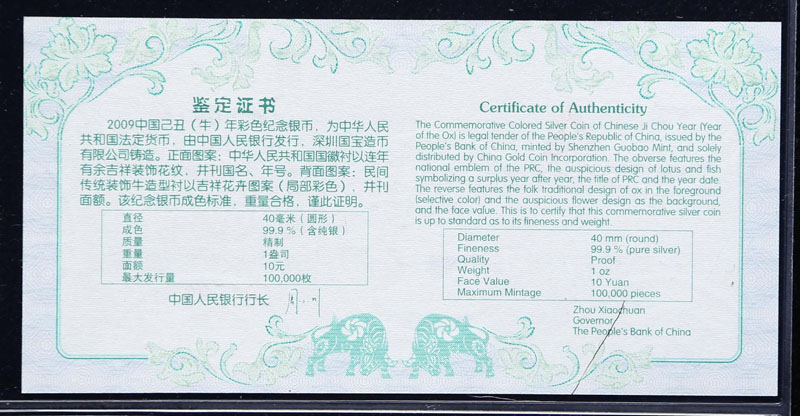 鉴定证书
2009中国己丑（牛）年彩色纪念银币，为中华人民
共和国法定货币，由中国人民银行发行，深圳国宝造币
有限公司铸造。正面图案：中华人民共和国国徽衬以连年
有余吉祥装饰花纹，并刊国名、年号。背面图案：民间
传统装饰牛造型衬以吉祥花卉图案（局部彩色），并刊
面额。该纪念银币成色标准，重量合格，谨此证明。
直径 40毫米（圆形）
成色 99.9%（含纯银）
质量 精制
重量 1盎司
面额 10元
最大发行量 100,000枚
中国人民银行行长
Certificate of Authenticity
The Commemorative Colored Silver Coin of Chinese Ji Chou Year (Year
of the Ox) is legal tender of the People's Republic of China, issued by the
People's Bank of China, minted by Shenzhen Guobao Mint, and solely
distributed by China Gold Coin Incorporation. The obverse features the
national emblem of the PRC, the auspicious design of lotus and fish
symbolizing a surplus year after year, the title of PRC and the year date.
The reverse features the folk traditional design of ox in the foreground
(selective color) and the auspicious flower design as the background,
and the face value. This is to certify that this commemorative silver coin
is up to standard as to its fineness and weight.
Diameter 40 mm (round)
Fineness 99.9 % (pure silver)
Quality Proof
Weight 1 oz
Face Value 10 Yuan
Maximum Mintage 100,000 pieces
Zhou Xiaochuan
Governor
The People's Bank of China